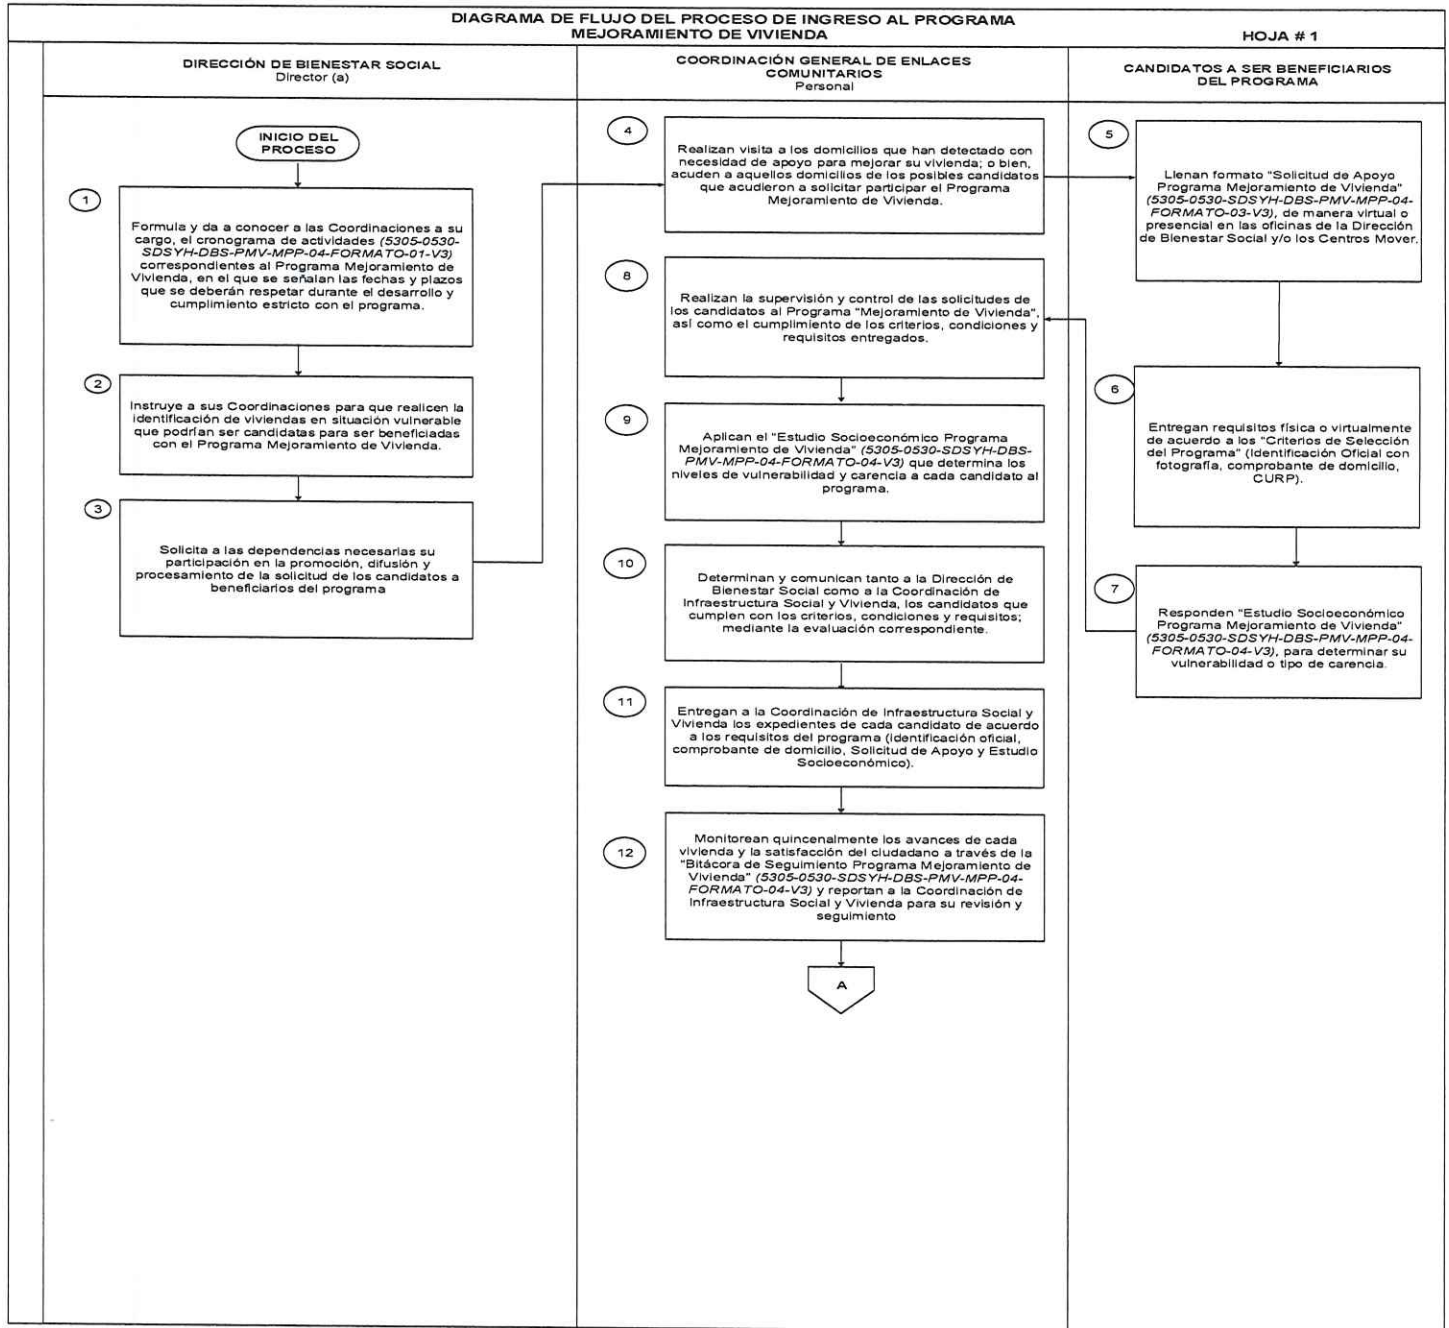 DIAGRAMA DE FLUJO DEL PROCESO DE INGRESO AL PROGRAMA
MEJORAMIENTO DE VIVIENDA
HOJA # 1
DIRECCIÓN DE BIENESTAR SOCIAL
Director (a)
COORDINACIÓN GENERAL DE ENLACES
COMUNITARIOS
Personal
CANDIDATOS A SER BENEFICIARIOS
DEL PROGRAMA
INICIO DEL
PROCESO
1
Formula y da a conocer a las Coordinaciones a su
cargo, el cronograma de actividades (5305-0530-
SDSYH-DBS-PMV-MPP-04-FORMATO-01-V3)
correspondientes al Programa Mejoramiento de
Vivienda, en el que se señalan las fechas y plazos
que se deberán respetar durante el desarrollo y
cumplimiento estricto con el programa.
2
Instruye a sus Coordinaciones para que realicen la
identificación de viviendas en situación vulnerable
que podrían ser candidatas para ser beneficiadas
con el Programa Mejoramiento de Vivienda.
3
Solicita a las dependencias necesarias su
participación en la promoción, difusión y
procesamiento de la solicitud de los candidatos a
beneficiarios del programa
4
Realizan visita a los domicilios que han detectado con
necesidad de apoyo para mejorar su vivienda; o bien,
acuden a aquellos domicilios de los posibles candidatos
que acudieron a solicitar participar el Programa
Mejoramiento de Vivienda.
5
Llenan formato "Solicitud de Apoyo
Programa Mejoramiento de Vivienda"
(5305-0530-SDSYH-DBS-PMV-MPP-04-
FORMATO-03-V3), de manera virtual o
presencial en las oficinas de la Dirección
de Bienestar Social y/o los Centros Mover.
6
Entregan requisitos física o virtualmente
de acuerdo a los "Criterios de Selección
del Programa" (Identificación Oficial con
fotografía, comprobante de domicilio,
CURP).
7
Responden "Estudio Socioeconómico
Programa Mejoramiento de Vivienda"
(5305-0530-SDSYH-DBS-PMV-MPP-04-
FORMATO-04-V3), para determinar su
vulnerabilidad o tipo de carencia.
8
Realizan la supervisión y control de las solicitudes de
los candidatos al Programa "Mejoramiento de Vivienda",
así como el cumplimiento de los criterios, condiciones y
requisitos entregados.
9
Aplican el "Estudio Socioeconómico Programa
Mejoramiento de Vivienda" (5305-0530-SDSYH-DBS-
PMV-MPP-04-FORMATO-04-V3) que determina los
niveles de vulnerabilidad y carencia a cada candidato al
programa.
10
Determinan y comunican tanto a la Dirección de
Bienestar Social como a la Coordinación de
Infraestructura Social y Vivienda, los candidatos que
cumplen con los criterios, condiciones y requisitos;
mediante la evaluación correspondiente.
11
Entregan a la Coordinación de Infraestructura Social y
Vivienda los expedientes de cada candidato de acuerdo
a los requisitos del programa (identificación oficial,
comprobante de domicilio, Solicitud de Apoyo y Estudio
Socioeconómico).
12
Monitorean quincenalmente los avances de cada
vivienda y la satisfacción del ciudadano a través de la
"Bitácora de Seguimiento Programa Mejoramiento de
Vivienda" (5305-0530-SDSYH-DBS-PMV-MPP-04-
FORMATO-04-V3) y reportan a la Coordinación de
Infraestructura Social y Vivienda para su revisión y
seguimiento
A